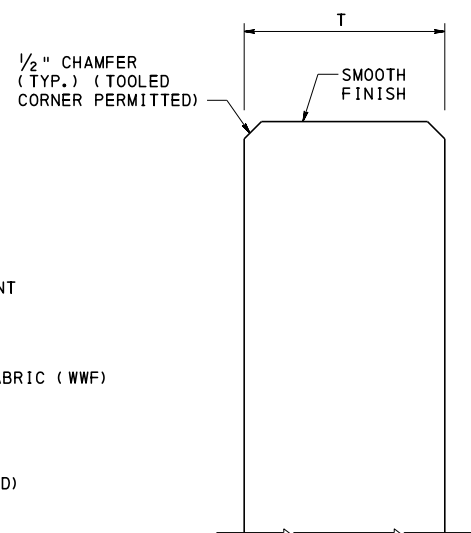 T
½" CHAMFER
(TYP.) (TOOLED
CORNER PERMITTED)
SMOOTH
FINISH
NT
ABRIC (WWF)
D)